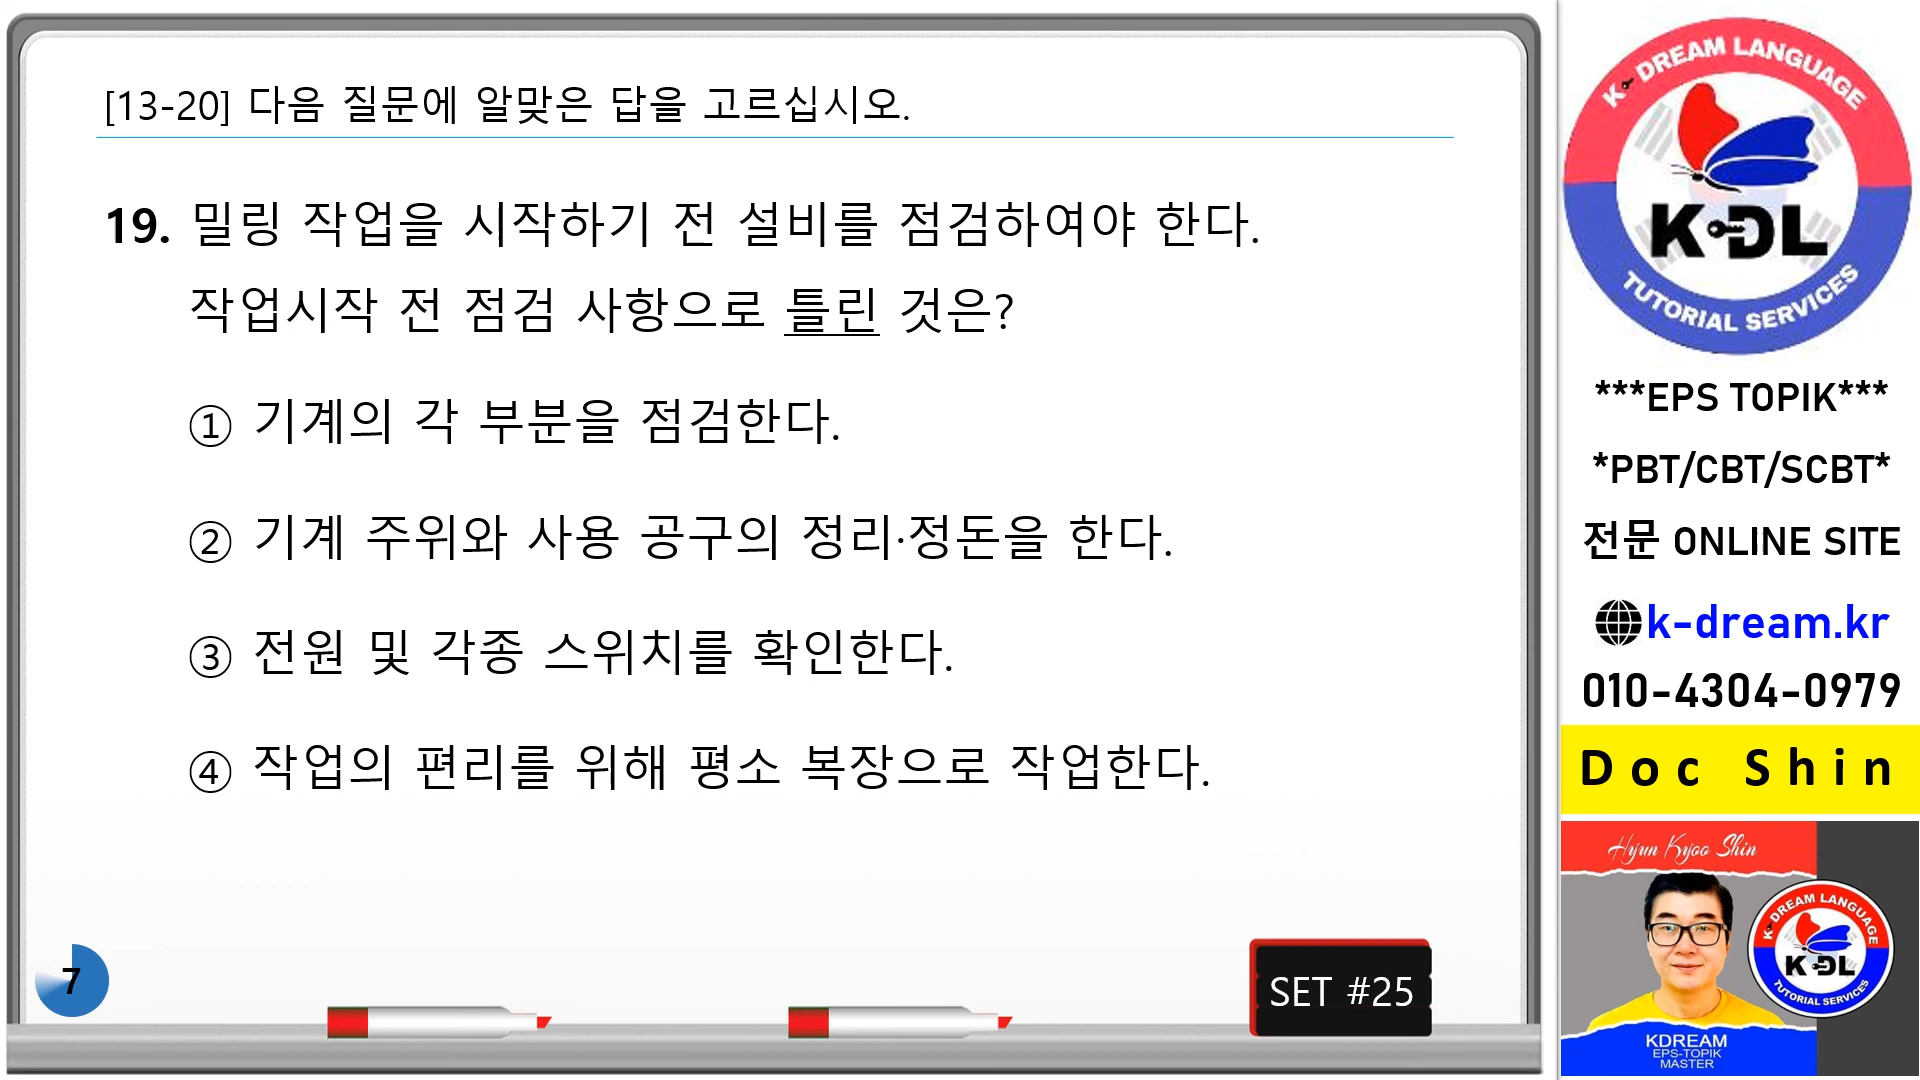 [13-20] 다음 질문에 알맞은 답을 고르십시오.
19. 밀링 작업을 시작하기 전 설비를 점검하여야 한다.
작업시작 전 점검 사항으로 틀린 것은?
① 기계의 각 부분을 점검한다.
② 기계 주위와 사용 공구의 정리·정돈을 한다.
③ 전원 및 각종 스위치를 확인한다.
④ 작업의 편리를 위해 평소 복장으로 작업한다.
7
SET #25
K DREAM LANGUAGE
K DL
TUTORIAL SERVICES
***EPS TOPIK***
*PBT/CBT/SCBT*
전문 ONLINE SITE
k-dream.kr
010-4304-0979
Doc Shin
Hyun Kyoo Shin
K DREAM LANGUAGE
K DL
TUTORIAL SERVICES
KDREAM
EPS-TOPIK
MASTER